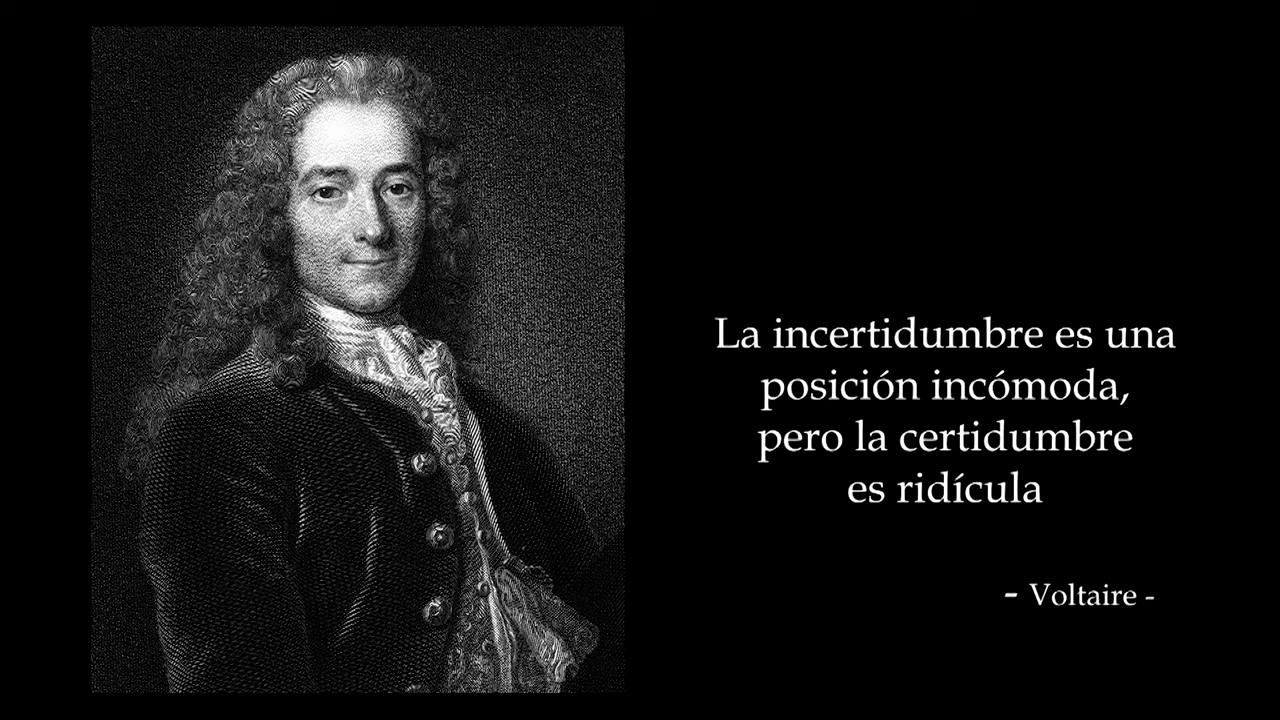 La incertidumbre es una
posición incómoda,
pero la certidumbre
es ridícula
- Voltaire -